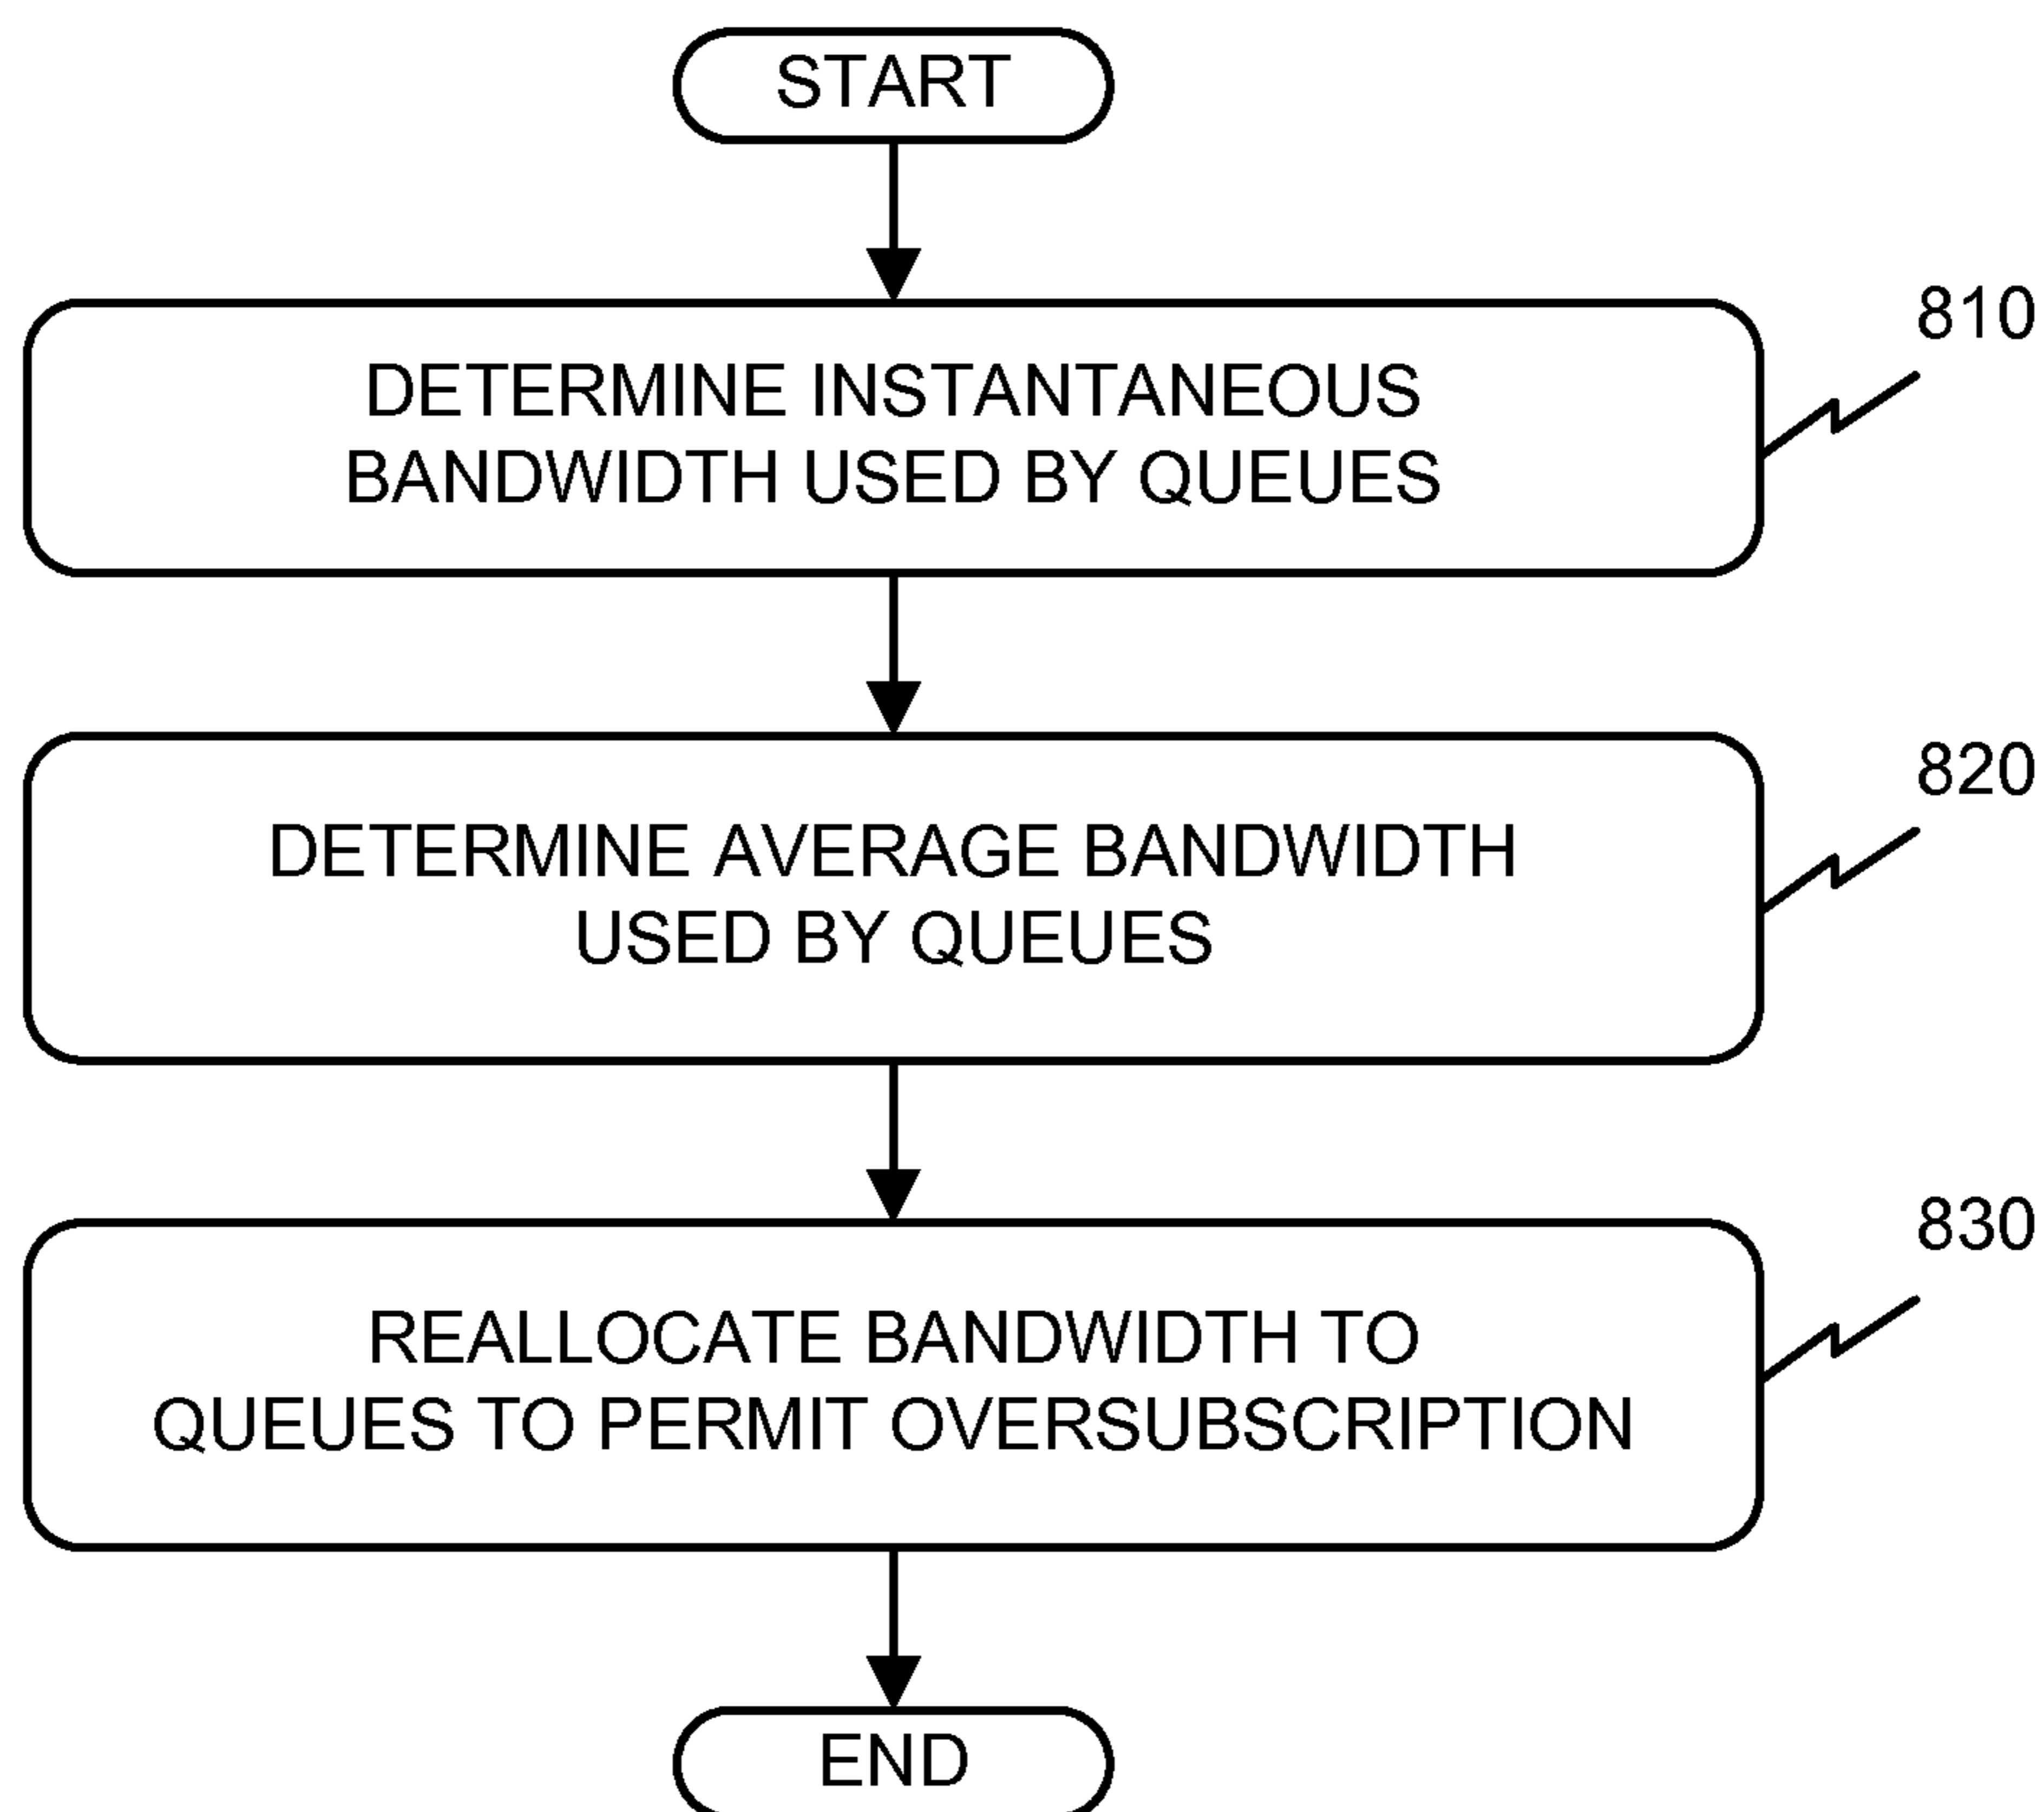 START
810
DETERMINE INSTANTANEOUS
BANDWIDTH USED BY QUEUES
820
DETERMINE AVERAGE BANDWIDTH
USED BY QUEUES
830
REALLOCATE BANDWIDTH TO
QUEUES TO PERMIT OVERSUBSCRIPTION
END